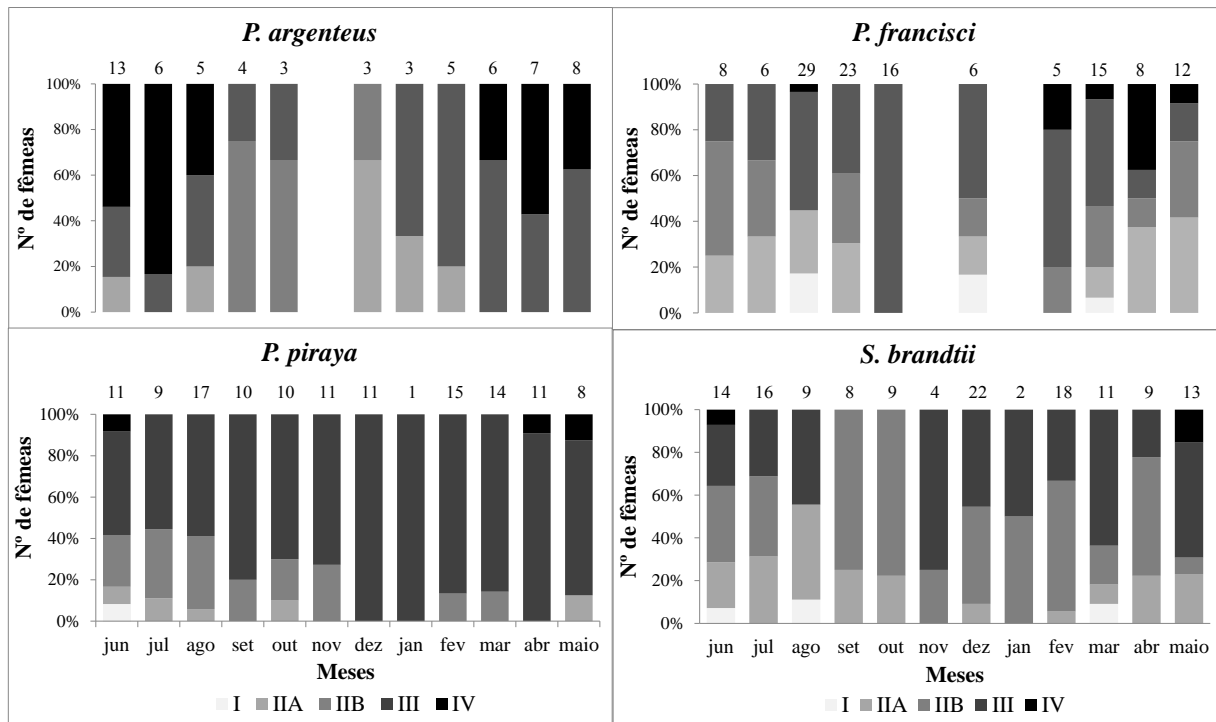 P. argenteus
13 6 5 4 3 3 3 5 6 7 8
100%
80%
60%
40%
20%
0%
Nº de fêmeas
P. francisci
8 6 29 23 16 6 5 15 8 12
100%
80%
60%
40%
20%
0%
Nº de fêmeas
P. piraya
11 9 17 10 10 11 11 1 15 14 11 8
100%
80%
60%
40%
20%
0%
Nº de fêmeas
jun jul ago set out nov dez jan fev mar abr maio
Meses
I IIA IIB III IV
S. brandtii
14 16 9 8 9 4 22 2 18 11 9 13
100%
80%
60%
40%
20%
0%
Nº de fêmeas
jun jul ago set out nov dez jan fev mar abr maio
Meses
I IIA IIB III IV